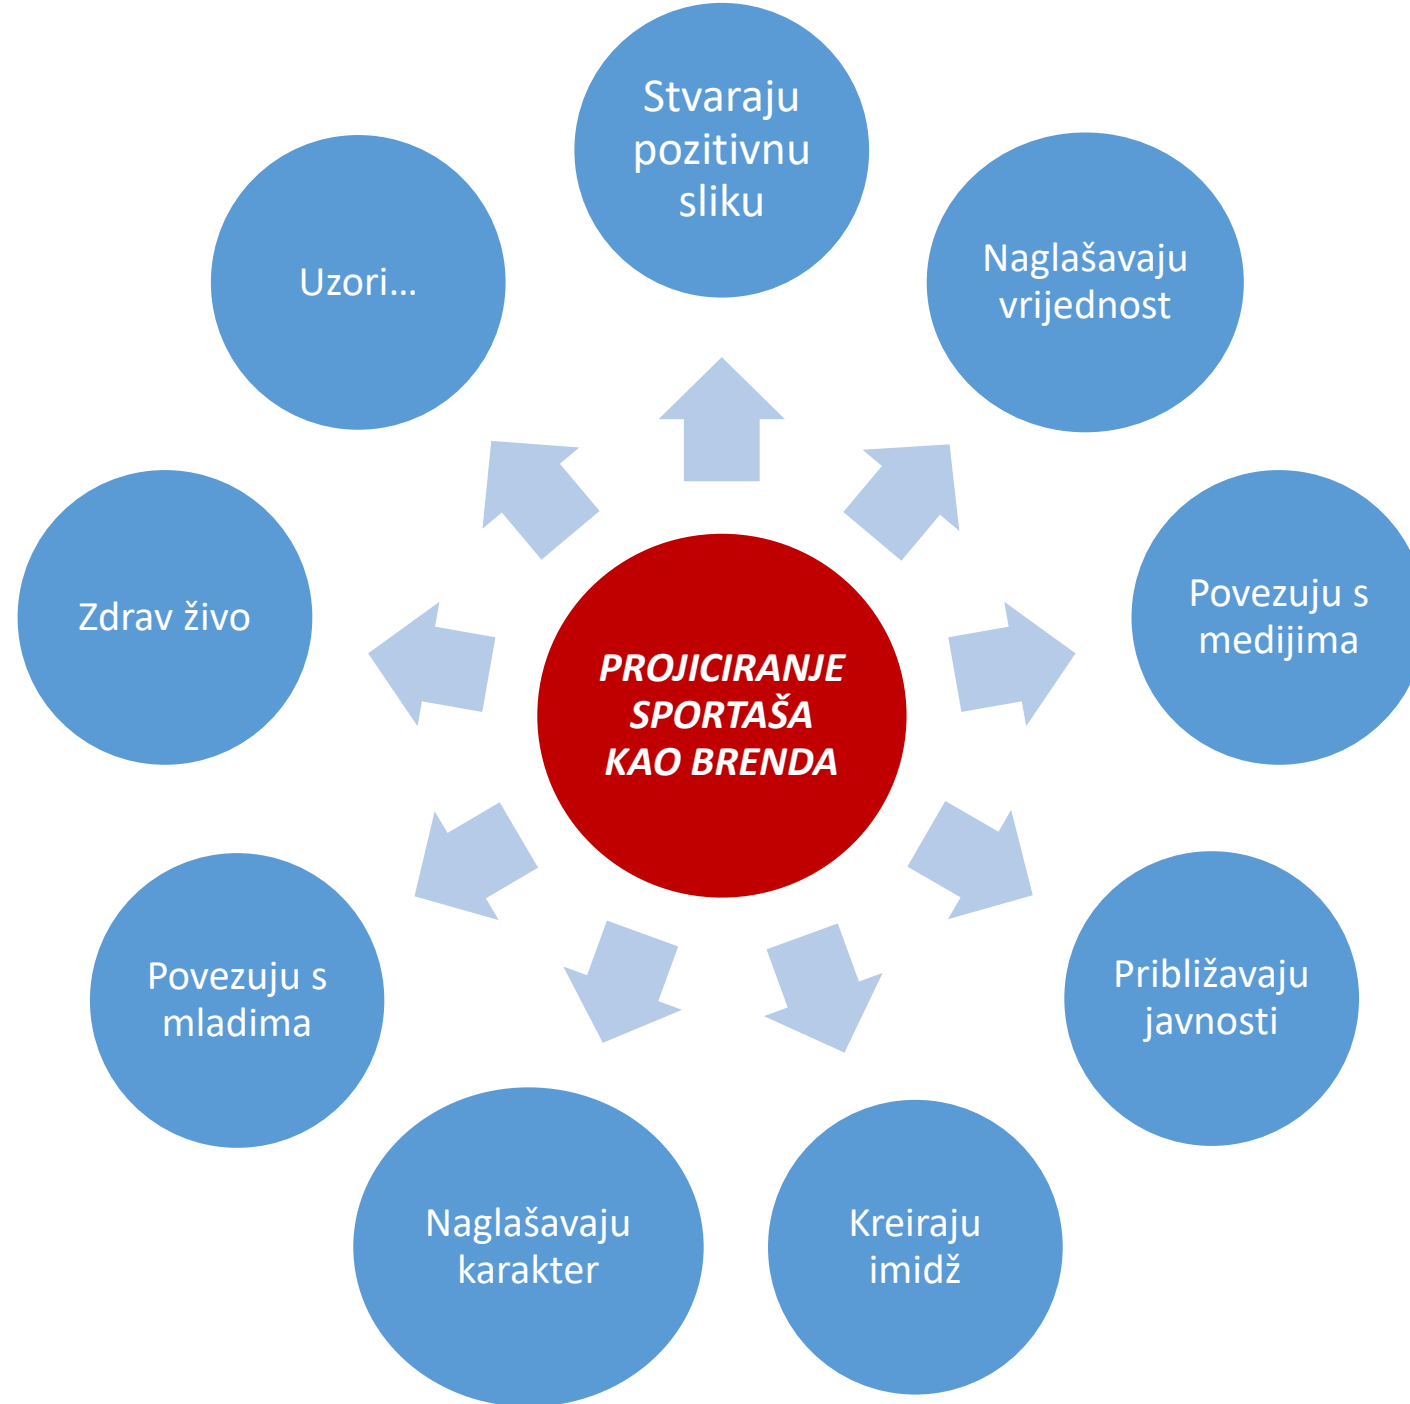 Stvaraju
pozitivnu
sliku
Naglašavaju
vrijednost
Povezuju s
medijima
Približavaju
javnosti
Kreiraju
imidž
Naglašavaju
karakter
Povezuju s
mladima
Zdrav živo
Uzori...
PROJICIRANJE
SPORTAŠA
KAO BRENDA